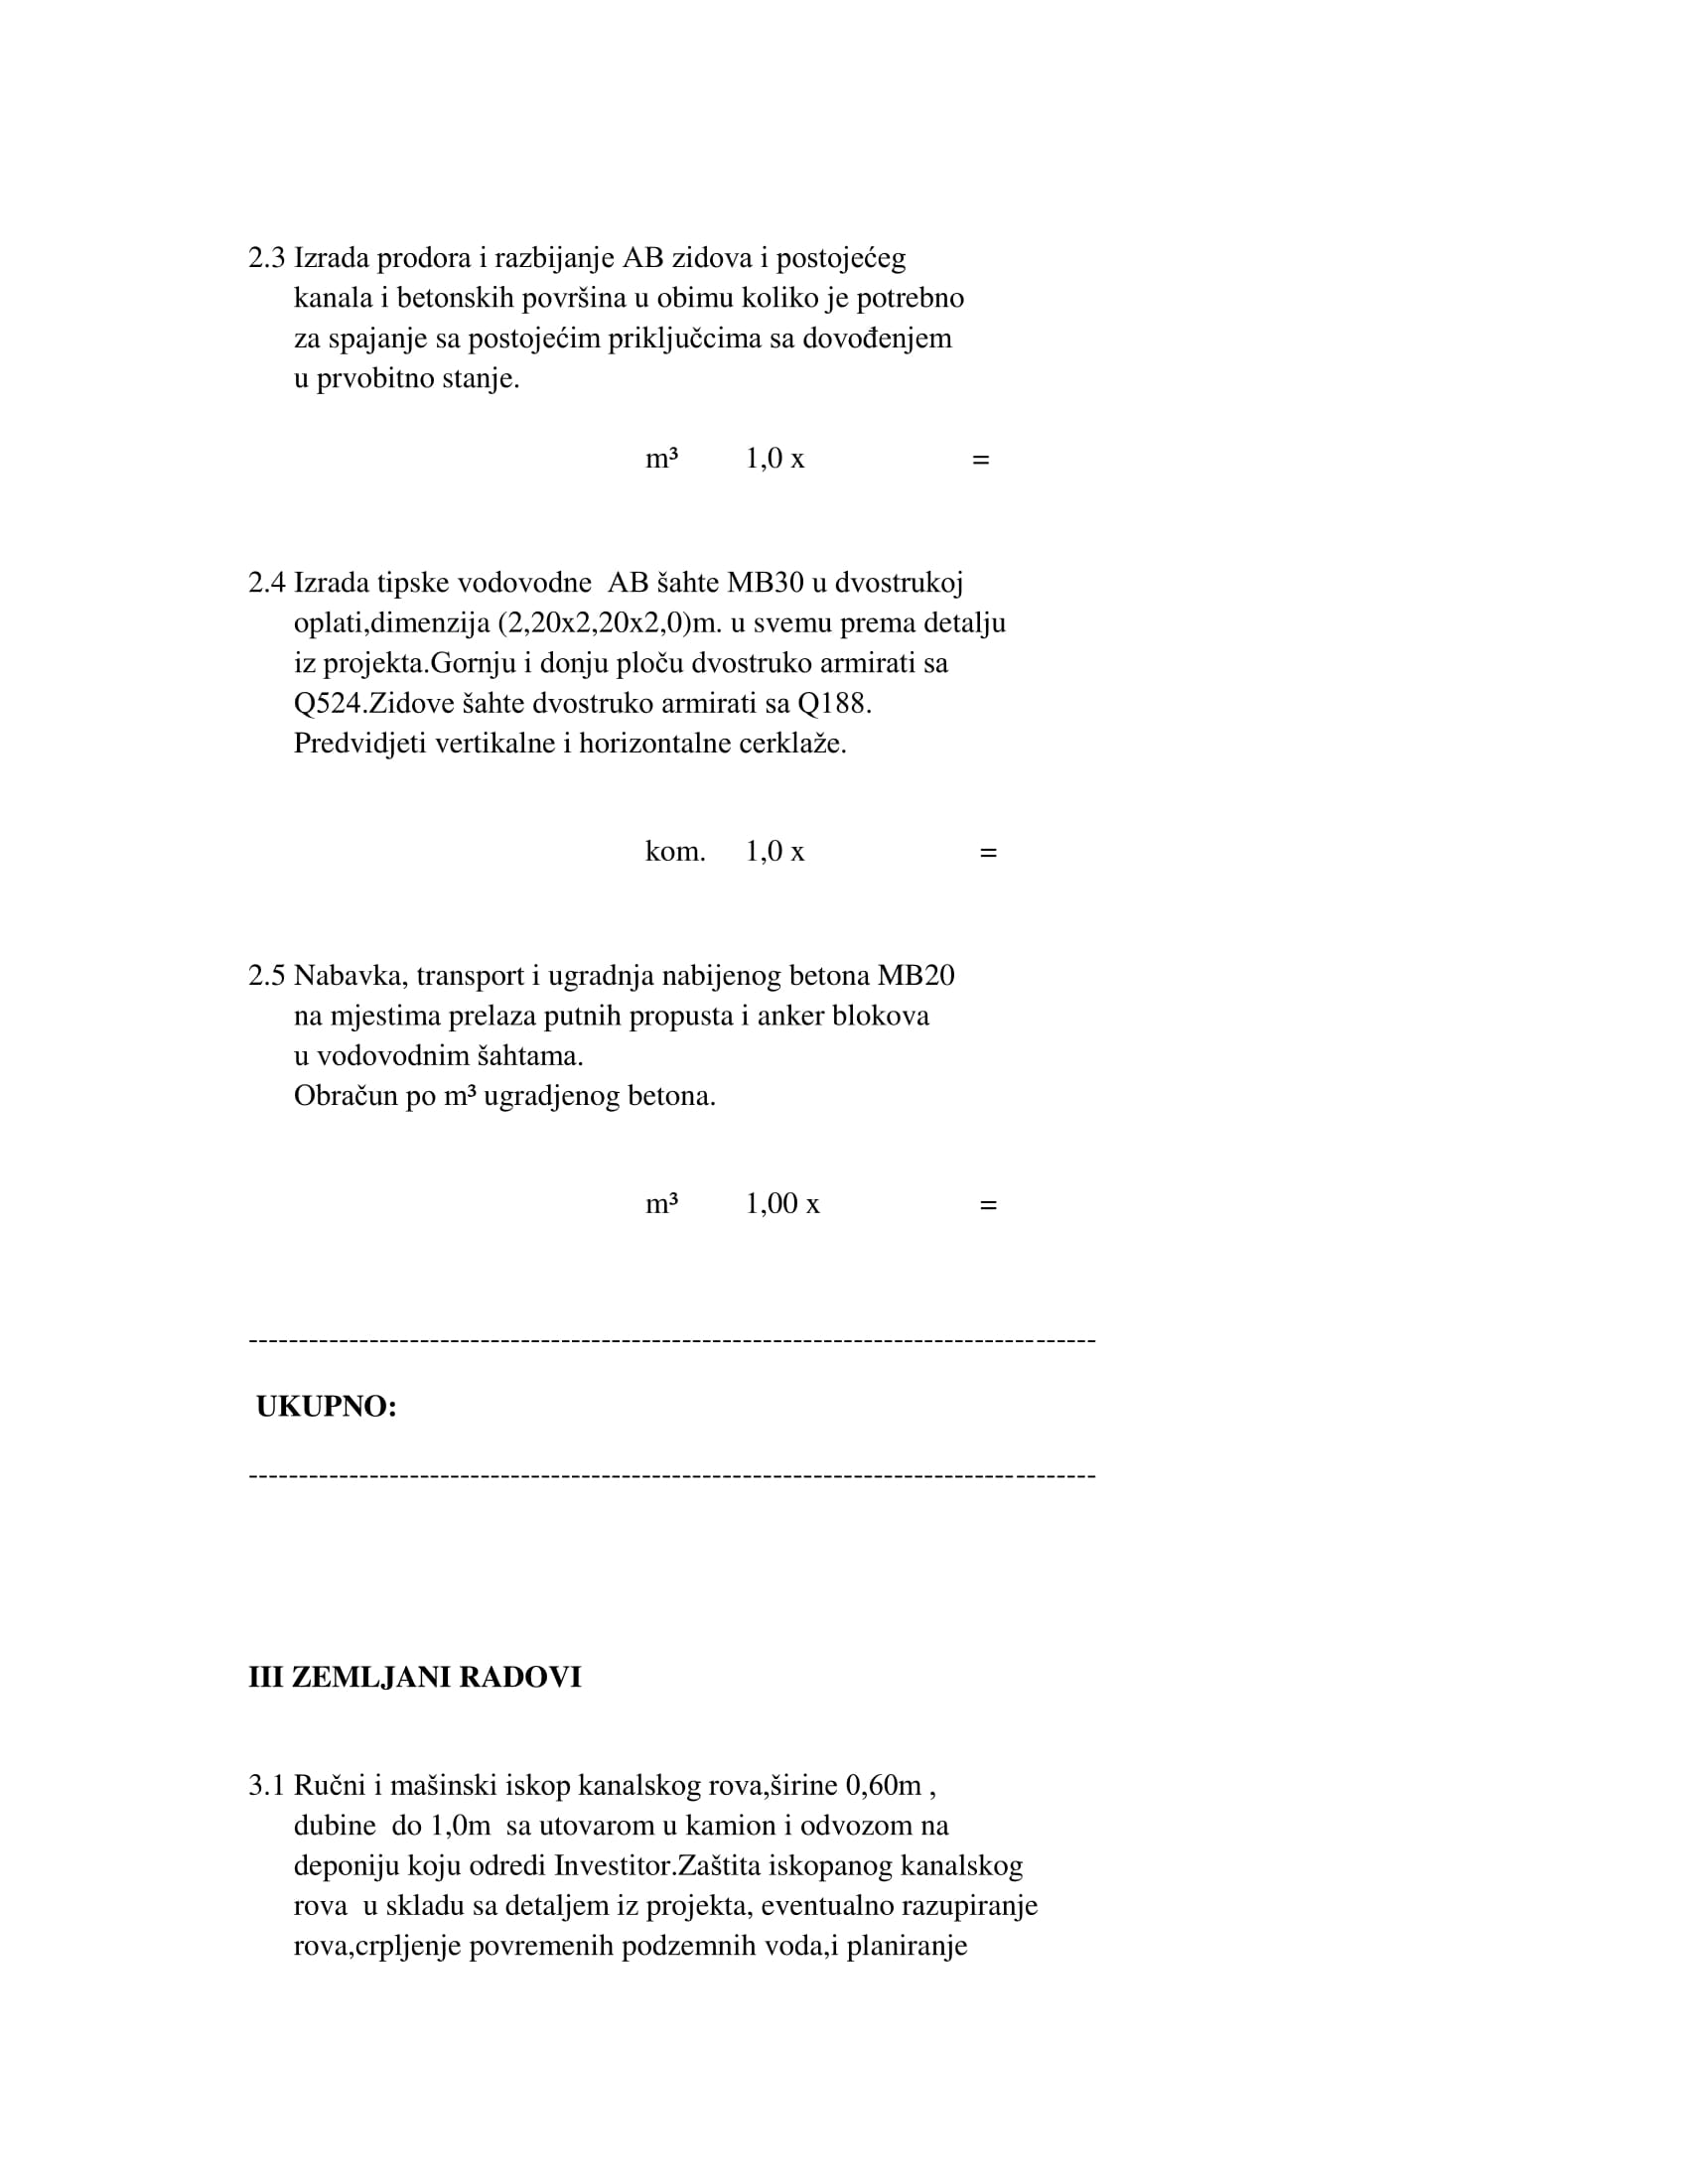 2.3 Izrada prodora i razbijanje AB zidova i postojećeg
kanala i betonskih površina u obimu koliko je potrebno
za spajanje sa postojećim priključcima sa dovođenjem
u prvobitno stanje.
m³ 1,0 x =
2.4 Izrada tipske vodovodne  AB šahte MB30 u dvostrukoj
oplati,dimenzija (2,20x2,20x2,0)m. u svemu prema detalju
iz projekta.Gornju i donju ploču dvostruko armirati sa
Q524.Zidove šahte dvostruko armirati sa Q188.
Predvidjeti vertikalne i horizontalne cerklaže.
kom. 1,0 x =
2.5 Nabavka, transport i ugradnja nabijenog betona MB20
na mjestima prelaza putnih propusta i anker blokova
u vodovodnim šahtama.
Obračun po m³ ugradjenog betona.
m³ 1,00 x =
------------------------------------------------------------------------------------
UKUPNO:
------------------------------------------------------------------------------------
III ZEMLJANI RADOVI
3.1 Ručni i mašinski iskop kanalskog rova,širine 0,60m ,
dubine  do 1,0m  sa utovarom u kamion i odvozom na
deponiju koju odredi Investitor.Zaštita iskopanog kanalskog
rova  u skladu sa detaljem iz projekta, eventualno razupiranje
rova,crpljenje povremenih podzemnih voda,i planiranje